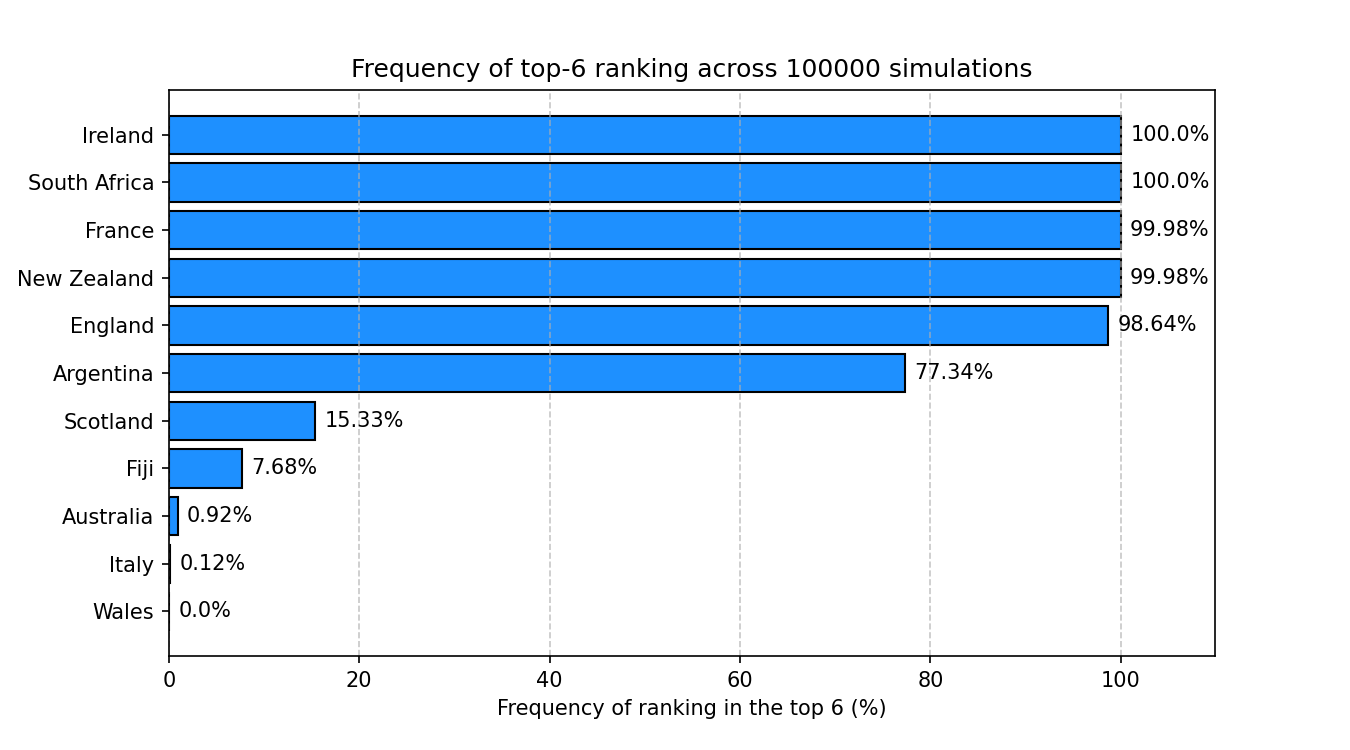 Frequency of top-6 ranking across 100000 simulations
Ireland 100.0%
South Africa 100.0%
France 99.98%
New Zealand 99.98%
England 98.64%
Argentina 77.34%
Scotland 15.33%
Fiji 7.68%
Australia 0.92%
Italy 0.12%
Wales 0.0%
0 20 40 60 80 100
Frequency of ranking in the top 6 (%)